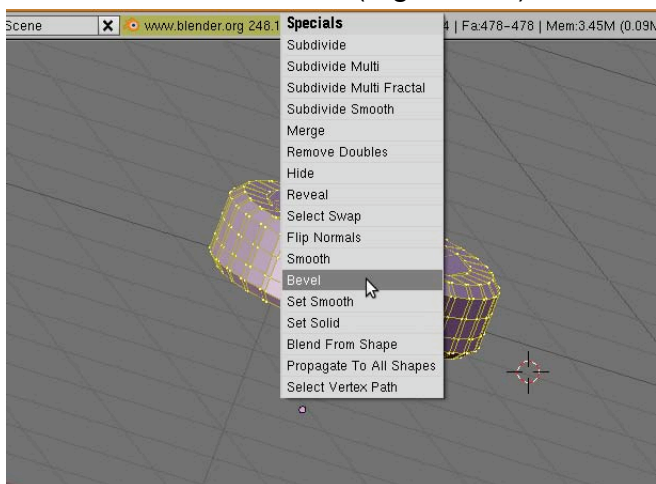 Scene www.blender.org 248.1 4 | Fa:478-478 | Mem:3.45M (0.09M
Specials
Subdivide
Subdivide Multi
Subdivide Multi Fractal
Subdivide Smooth
Merge
Remove Doubles
Hide
Reveal
Select Swap
Flip Normals
Smooth
Bevel
Set Smooth
Set Solid
Blend From Shape
Propagate To All Shapes
Select Vertex Path